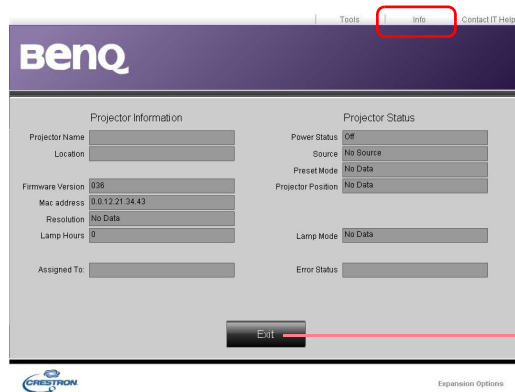 Tools Info Contact IT Help
BenQ
Projector Information
Projector Name
Location
Firmware Version 036
Mac address 0.0.12.21.34.43
Resolution No Data
Lamp Hours 0
Assigned To:
Projector Status
Power Status Off
Source No Source
Preset Mode No Data
Projector Position No Data
Lamp Mode No Data
Error Status
Exit
CRESTRON
Expansion Options